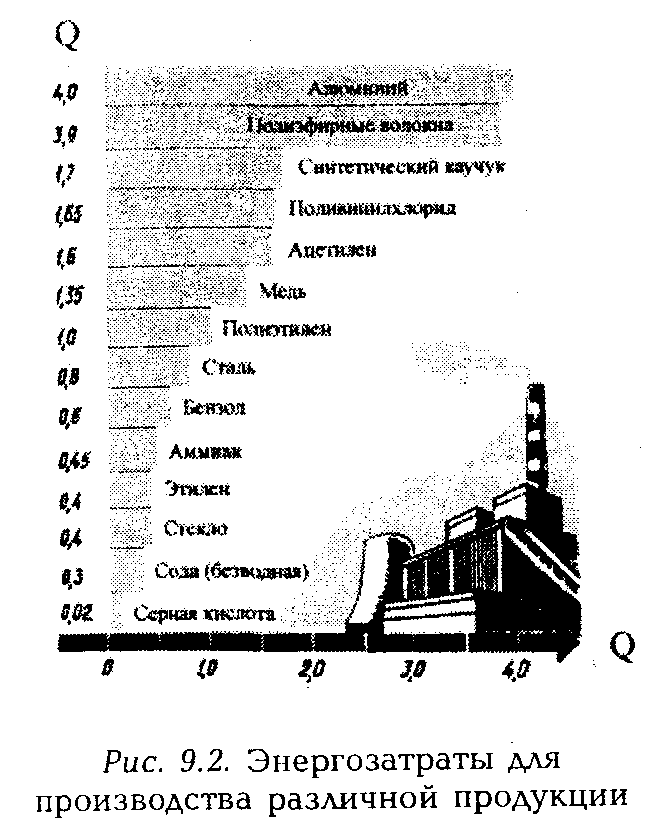 Q
4,0 Алюминий
3,9 Полиэфирные волокна
1,7 Синтетический каучук
1,65 Поливинилхлорид
1,6 Ацетилен
1,35 Медь
1,0 Полиэтилен
0,8 Сталь
0,6 Бензол
0,45 Аммиак
0,4 Этилен
0,4 Стекло
0,3 Сода (безводная)
0,02 Серная кислота
0 1,0 2,0 3,0 4,0 Q
Рис. 9.2. Энергозатраты для
производства различной продукции